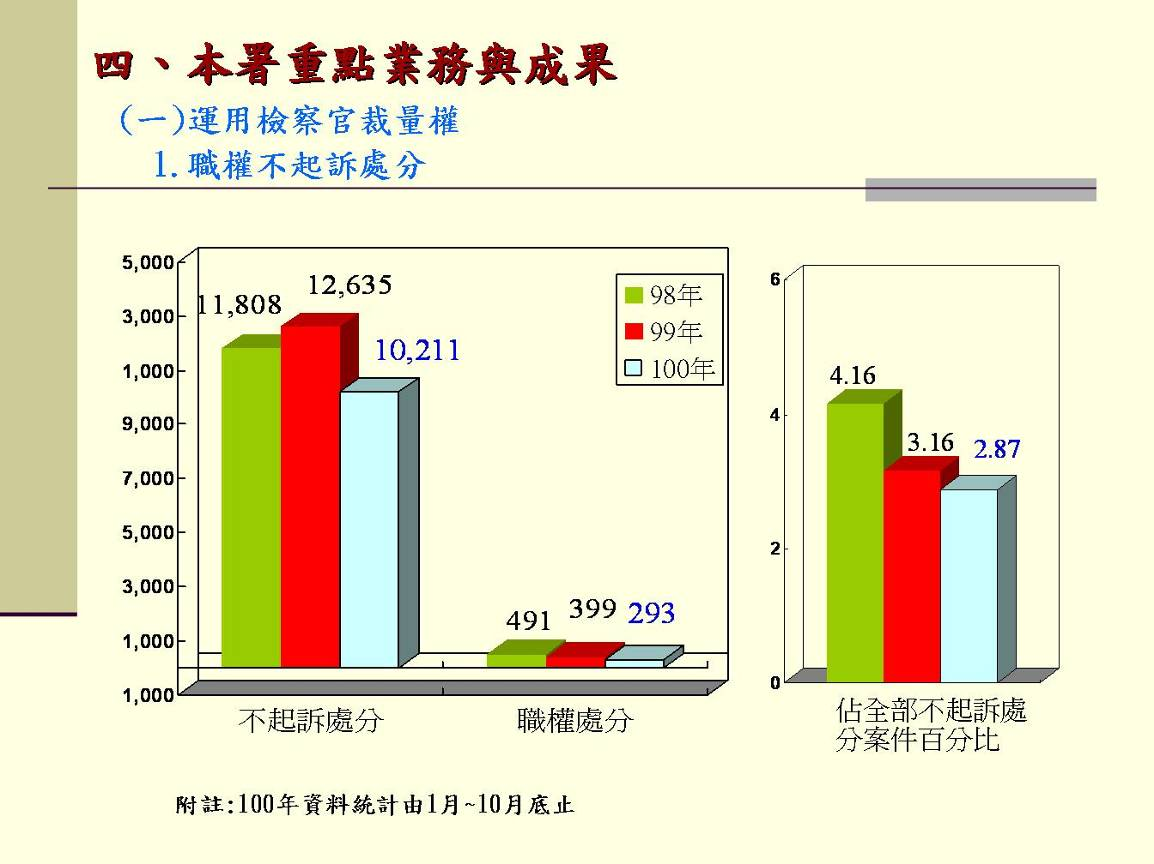 四、本署重點業務與成果
(一)運用檢察官裁量權
1.職權不起訴處分
5,000
3,000
1,000
9,000
7,000
5,000
3,000
1,000
1,000
11,808
12,635
10,211
491
399
293
98年
99年
100年
不起訴處分
職權處分
6
4
2
0
4.16
3.16
2.87
佔全部不起訴處
分案件百分比
附註:100年資料統計由1月~10月底止